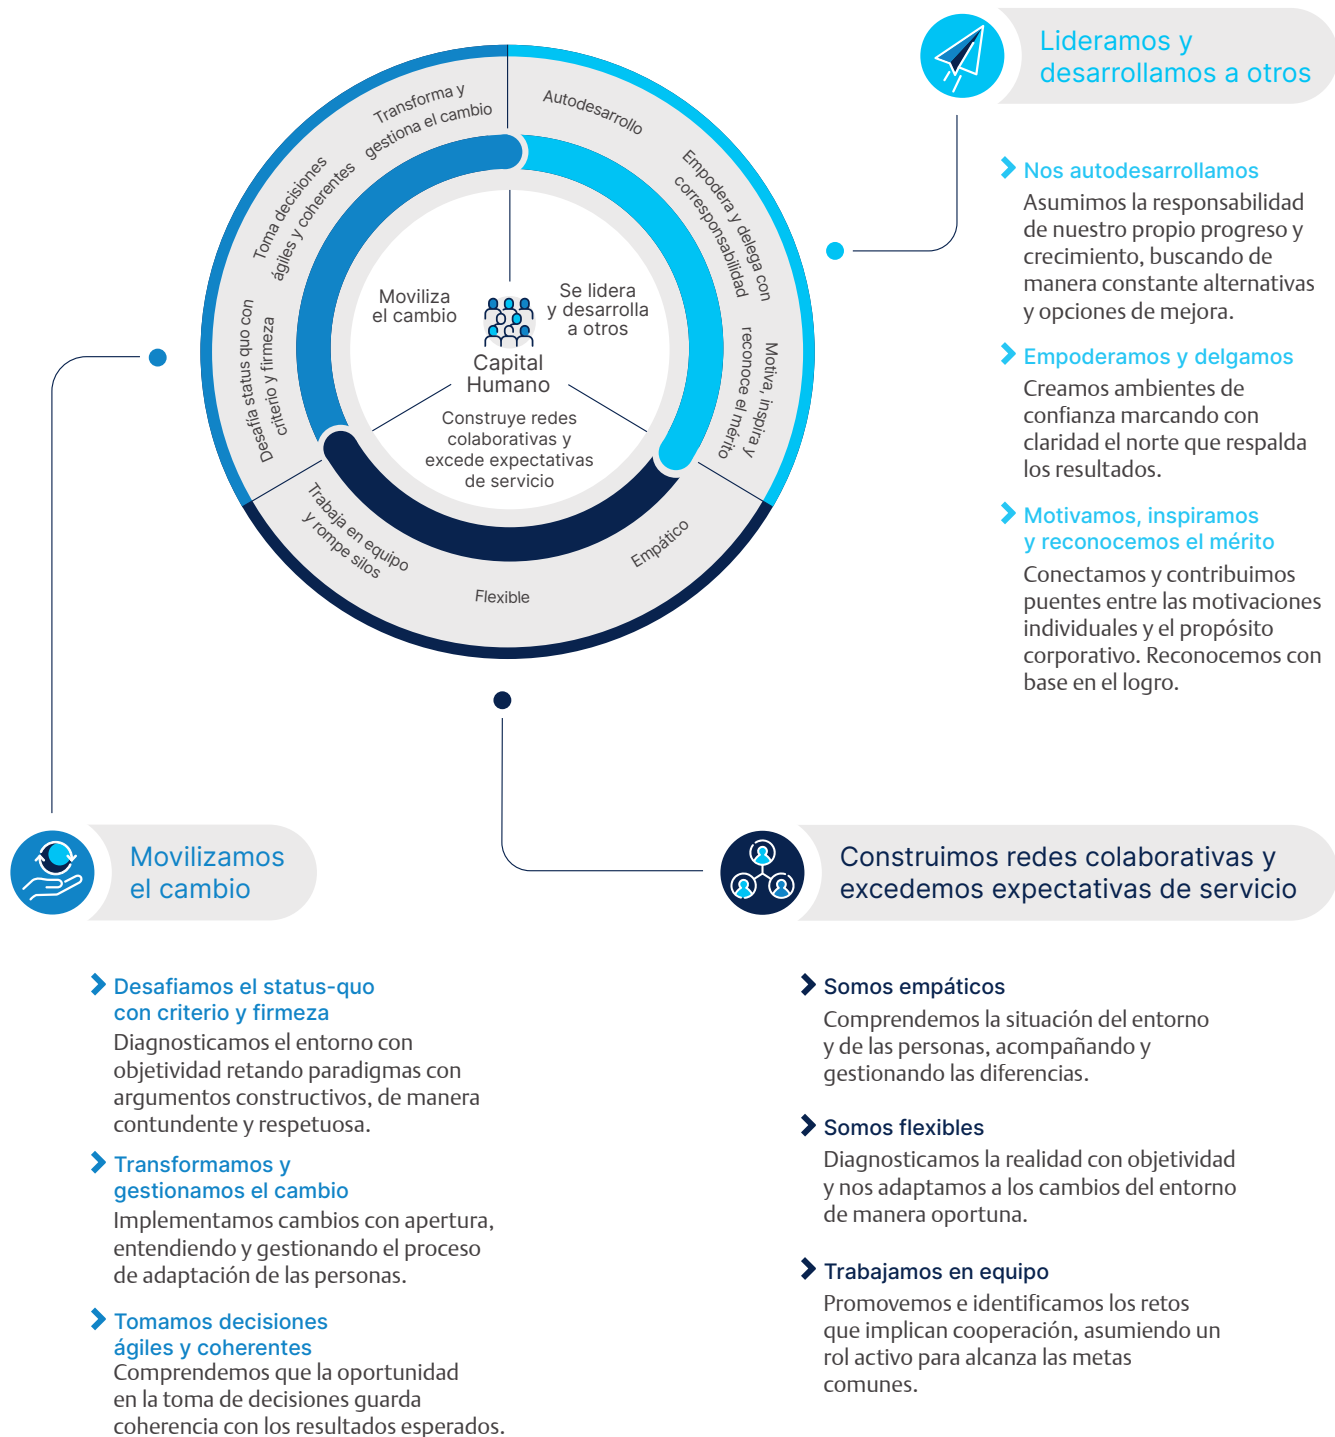 Lideramos y
desarrollamos a otros
Transforma y
gestiona el cambio
Autodesarrollo
Toma decisiones
ágiles y coherentes
Empodera y delega con
corresponsabilidad
Desafía status quo con
criterio y firmeza
Motiva, inspira y
reconoce el mérito
Moviliza
el cambio
Se lidera
y desarrolla
a otros
Capital
Humano
Construye redes
colaborativas y
excede expectativas
de servicio
Trabaja en equipo
y rompe silos
Flexible
Empático
Nos autodesarrollamos
Asumimos la responsabilidad
de nuestro propio progreso y
crecimiento, buscando de
manera constante alternativas
y opciones de mejora.
Empoderamos y delgamos
Creamos ambientes de
confianza marcando con
claridad el norte que respalda
los resultados.
Motivamos, inspiramos
y reconocemos el mérito
Conectamos y contribuimos
puentes entre las motivaciones
individuales y el propósito
corporativo. Reconocemos con
base en el logro.
Movilizamos
el cambio
Desafiamos el status-quo
con criterio y firmeza
Diagnosticamos el entorno con
objetividad retando paradigmas con
argumentos constructivos, de manera
contundente y respetuosa.
Transformamos y
gestionamos el cambio
Implementamos cambios con apertura,
entendiendo y gestionando el proceso
de adaptación de las personas.
Tomamos decisiones
ágiles y coherentes
Comprendemos que la oportunidad
en la toma de decisiones guarda
coherencia con los resultados esperados.
Construimos redes colaborativas y
excedemos expectativas de servicio
Somos empáticos
Comprendemos la situación del entorno
y de las personas, acompañando y
gestionando las diferencias.
Somos flexibles
Diagnosticamos la realidad con objetividad
y nos adaptamos a los cambios del entorno
de manera oportuna.
Trabajamos en equipo
Promovemos e identificamos los retos
que implican cooperación, asumiendo un
rol activo para alcanza las metas
comunes.